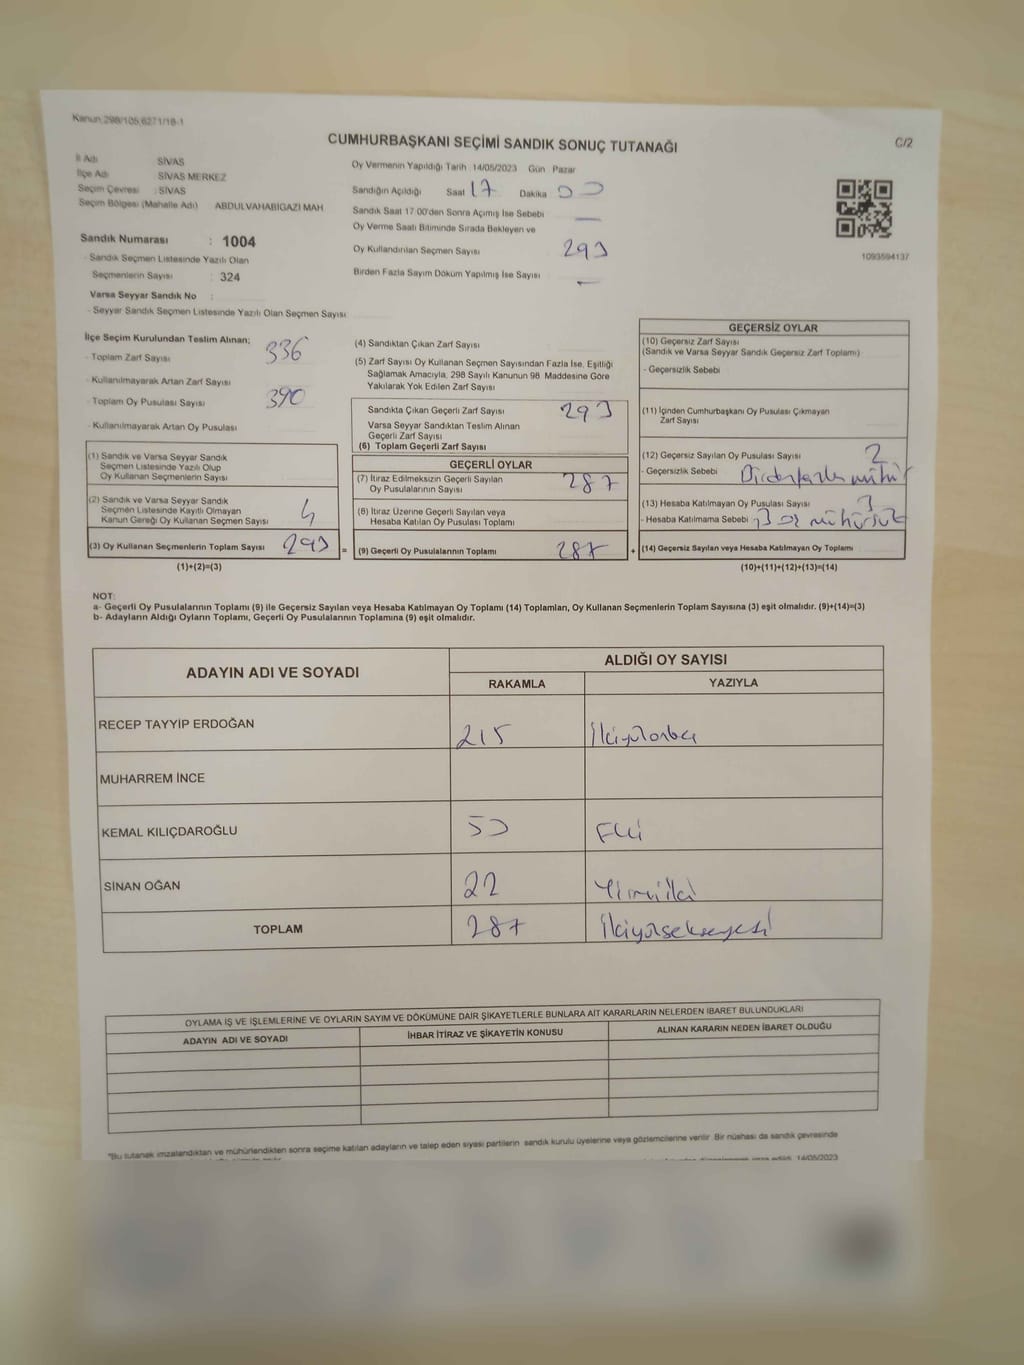 Kanun,298/105,6271/18-1
CUMHURBAŞKANI SEÇİMİ SANDIK SONUÇ TUTANAĞI
C/2
İl Adı SİVAS
İlçe Adı SİVAS MERKEZ
Seçim Çevresi : SİVAS
Seçim Bölgesi (Mahalle Adı) ABDULVAHABİGAZİ MAH
Sandık Numarası : 1004
- Sandık Seçmen Listesinde Yazılı Olan
Seçmenlerin Sayısı : 324
Varsa Seyyar Sandık No :
- Seyyar Sandık Seçmen Listesinde Yazılı Olan Seçmen Sayısı
Oy Vermenin Yapıldığı Tarih 14/05/2023 Gün Pazar
Sandığın Açıldığı Saat 17 Dakika 00
Sandık Saat 17:00'den Sonra Açımış İse Sebebi
Oy Verme Saati Bitiminde Sırada Bekleyen ve
Oy Kullandırılan Seçmen Sayısı 293
Birden Fazla Sayım Döküm Yapılmış İse Sayısı
1093594137
İlçe Seçim Kurulundan Teslim Alınan;
- Toplam Zarf Sayısı 336
- Kullanılmayarak Artan Zarf Sayısı
- Toplam Oy Pusulası Sayısı 390
- Kullanılmayarak Artan Oy Pusulası
(1) Sandık ve Varsa Seyyar Sandık
Seçmen Listesinde Yazılı Olup
Oy Kullanan Seçmenlerin Sayısı
(2) Sandık ve Varsa Seyyar Sandık
Seçmen Listesinde Kayıtlı Olmayan
Kanun Gereği Oy Kullanan Seçmen Sayısı 4
(3) Oy Kullanan Seçmenlerin Toplam Sayısı 293 =
(1)+(2)=(3)
(4) Sandıktan Çıkan Zarf Sayısı
(5) Zarf Sayısı Oy Kullanan Seçmen Sayısından Fazla İse, Eşitliği
Sağlamak Amacıyla, 298 Sayılı Kanunun 98. Maddesine Göre
Yakılarak Yok Edilen Zarf Sayısı
Sandıkta Çıkan Geçerli Zarf Sayısı 293
Varsa Seyyar Sandıktan Teslim Alınan
Geçerli Zarf Sayısı
(6) Toplam Geçerli Zarf Sayısı
GEÇERLİ OYLAR
(7) İtiraz Edilmeksizin Geçerli Sayılan
Oy Pusulalarının Sayısı 287
(8) İtiraz Üzerine Geçerli Sayılan veya
Hesaba Katılan Oy Pusulası Toplamı
(9) Geçerli Oy Pusulalarının Toplamı 287 +
GEÇERSİZ OYLAR
(10) Geçersiz Zarf Sayısı
(Sandık ve Varsa Seyyar Sandık Geçersiz Zarf Toplamı)
- Geçersizlik Sebebi
(11) İçinden Cumhurbaşkanı Oy Pusulası Çıkmayan
Zarf Sayısı
(12) Geçersiz Sayılan Oy Pusulası Sayısı 2
- Geçersizlik Sebebi
(13) Hesaba Katılmayan Oy Pusulası Sayısı 3
- Hesaba Katılmama Sebebi 3 oy mühürsüz
(14) Geçersiz Sayılan veya Hesaba Katılmayan Oy Toplamı
(10)+(11)+(12)+(13)=(14)
NOT:
a- Geçerli Oy Pusulalarının Toplamı (9) ile Geçersiz Sayılan veya Hesaba Katılmayan Oy Toplamı (14) Toplamları, Oy Kullanan Seçmenlerin Toplam Sayısına (3) eşit olmalıdır. (9)+(14)=(3)
b- Adayların Aldığı Oyların Toplamı, Geçerli Oy Pusulalarının Toplamına (9) eşit olmalıdır.
ADAYIN ADI VE SOYADI
ALDIĞI OY SAYISI
RAKAMLA YAZIYLA
RECEP TAYYİP ERDOĞAN 215 İkiyüzonbeş
MUHARREM İNCE
KEMAL KILIÇDAROĞLU 50 Elli
SİNAN OĞAN 22 Yirmiiki
TOPLAM 287 İkiyüzseksenyedi
OYLAMA İŞ VE İŞLEMLERİNE VE OYLARIN SAYIM VE DÖKÜMÜNE DAİR ŞİKAYETLERLE BUNLARA AİT KARARLARIN NELERDEN İBARET BULUNDUKLARI
ADAYIN ADI VE SOYADI İHBAR İTİRAZ VE ŞİKAYETİN KONUSU ALINAN KARARIN NEDEN İBARET OLDUĞU
*Bu tutanak imzalandıktan ve mühürlendikten sonra seçime katılan adayların ve talep eden siyasi partilerin sandık kurulu üyelerine veya gözlemcilerine verilir. Bir nüshası da sandık çevresinde
14/05/2023